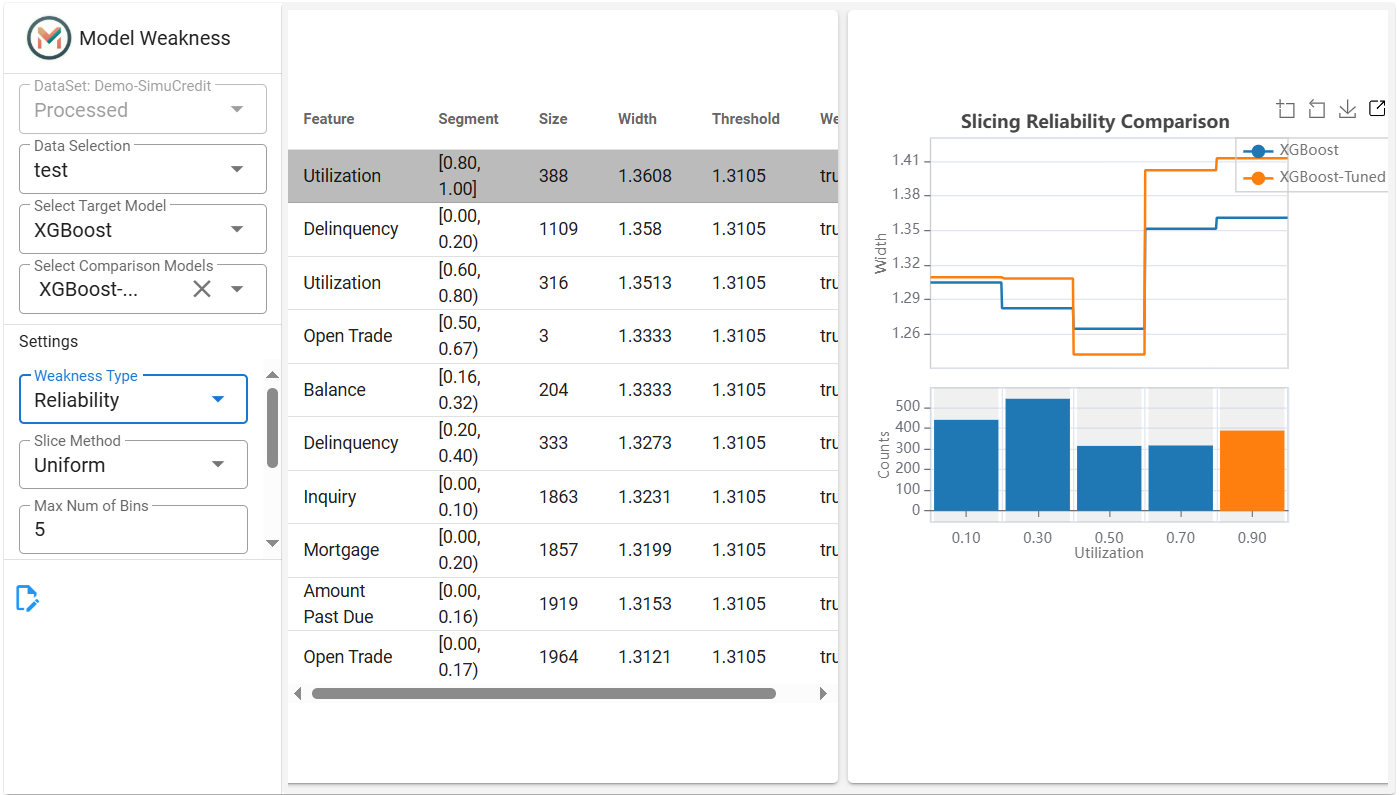 Model Weakness
DataSet: Demo-SimuCredit
Processed
Data Selection
test
Select Target Model
XGBoost
Select Comparison Models
XGBoost-...
Settings
Weakness Type
Reliability
Slice Method
Uniform
Max Num of Bins
5
Feature Segment Size Width Threshold We
Utilization [0.80, 1.00] 388 1.3608 1.3105 tru
Delinquency [0.00, 0.20) 1109 1.358 1.3105 tru
Utilization [0.60, 0.80) 316 1.3513 1.3105 tru
Open Trade [0.50, 0.67) 3 1.3333 1.3105 tru
Balance [0.16, 0.32) 204 1.3333 1.3105 tru
Delinquency [0.20, 0.40) 333 1.3273 1.3105 tru
Inquiry [0.00, 0.10) 1863 1.3231 1.3105 tru
Mortgage [0.00, 0.20) 1857 1.3199 1.3105 tru
Amount Past Due [0.00, 0.16) 1919 1.3153 1.3105 tru
Open Trade [0.00, 0.17) 1964 1.3121 1.3105 tru
Slicing Reliability Comparison
XGBoost
XGBoost-Tuned
Width
1.41
1.38
1.35
1.32
1.29
1.26
Counts
500
400
300
200
100
0
0.10 0.30 0.50 0.70 0.90
Utilization